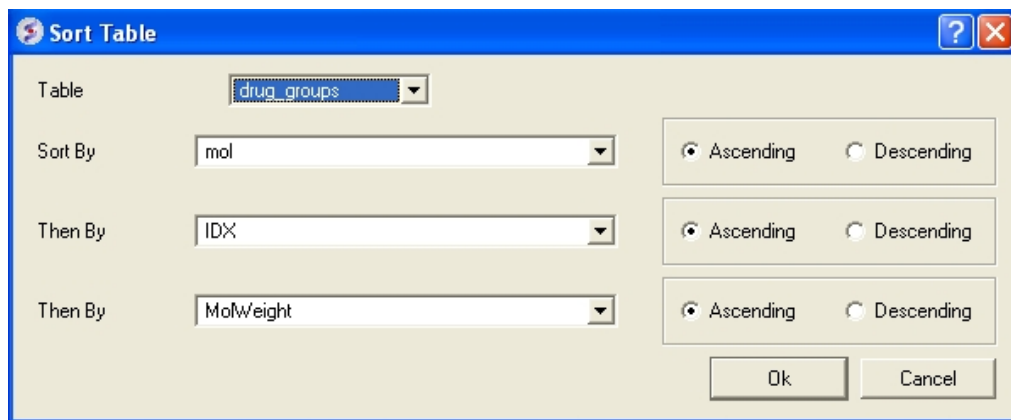 Sort Table
Table drug_groups
Sort By mol Ascending Descending
Then By IDX Ascending Descending
Then By MolWeight Ascending Descending
Ok Cancel